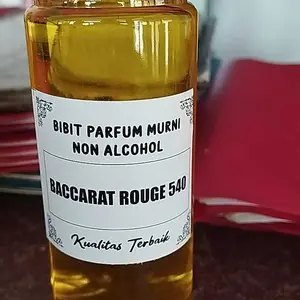 BIBIT PARFUM MURNI
NON ALCOHOL
BACCARAT ROUGE 540
Kualitas Terbaik